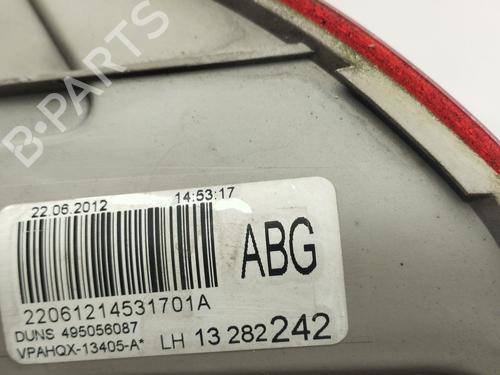 B-PARTS
22.06.2012 14:53:17
ABG
22061214531701A
DUNS 495056087
VPAHQX-13405-A* LH 13 282 242